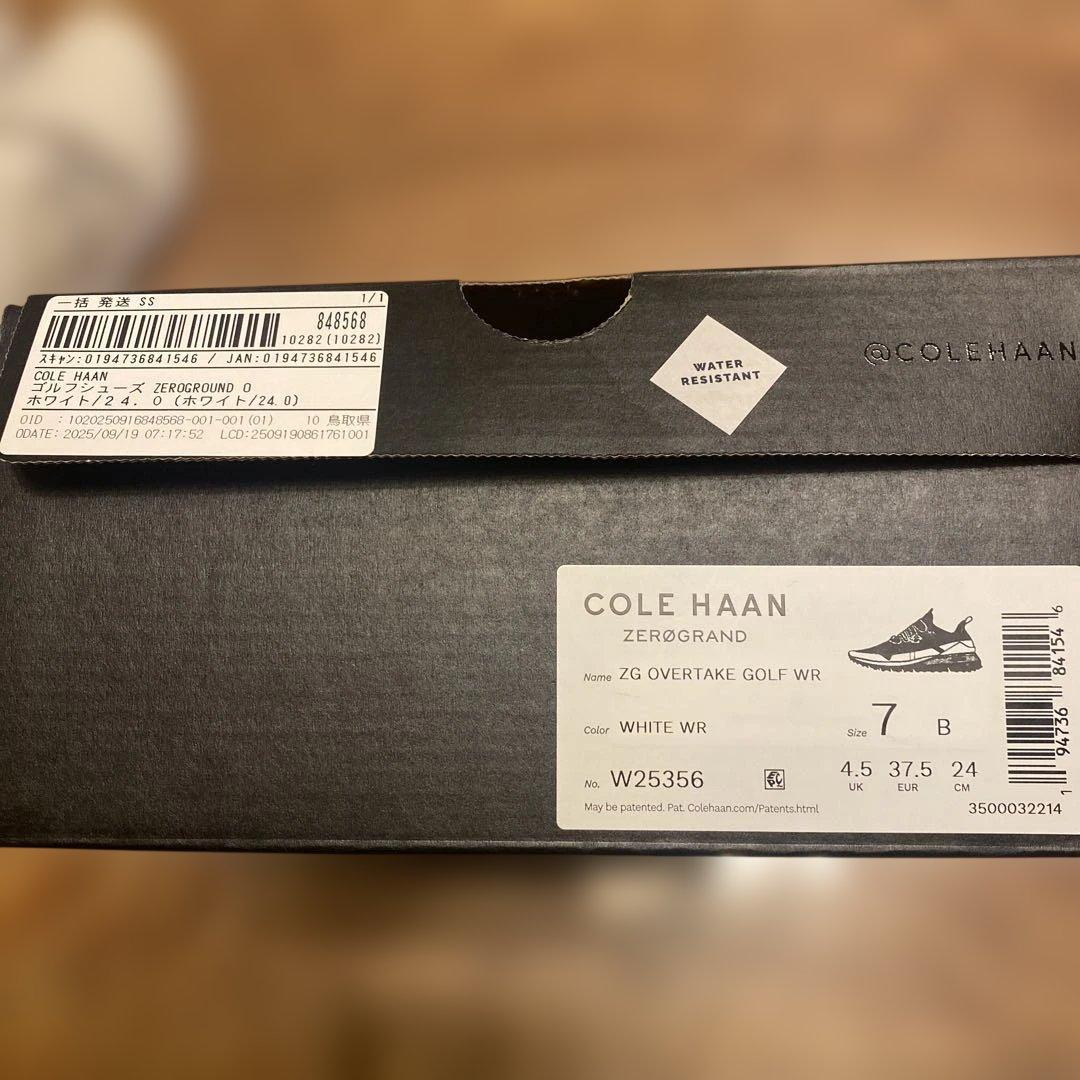 一括 発送 SS 1/1
848568
10282(10282)
スキャン:0194736841546 / JAN:0194736841546
COLE HAAN
ゴルフシューズ ZEROGROUND O
ホワイト/24.0 (ホワイト/24.0)
OID :1020250916848568-001-001(01) 10 鳥取県
ODATE: 2025/09/19 07:17:52 LCD:2509190861761001
WATER
RESISTANT
@COLEHAAN
COLE HAAN
ZERØGRAND
Name ZG OVERTAKE GOLF WR
Color WHITE WR
Size 7 B
No. W25356
4.5 37.5 24
UK EUR CM
May be patented. Pat. Colehaan.com/Patents.html
3500032214
1 94736 84154 6